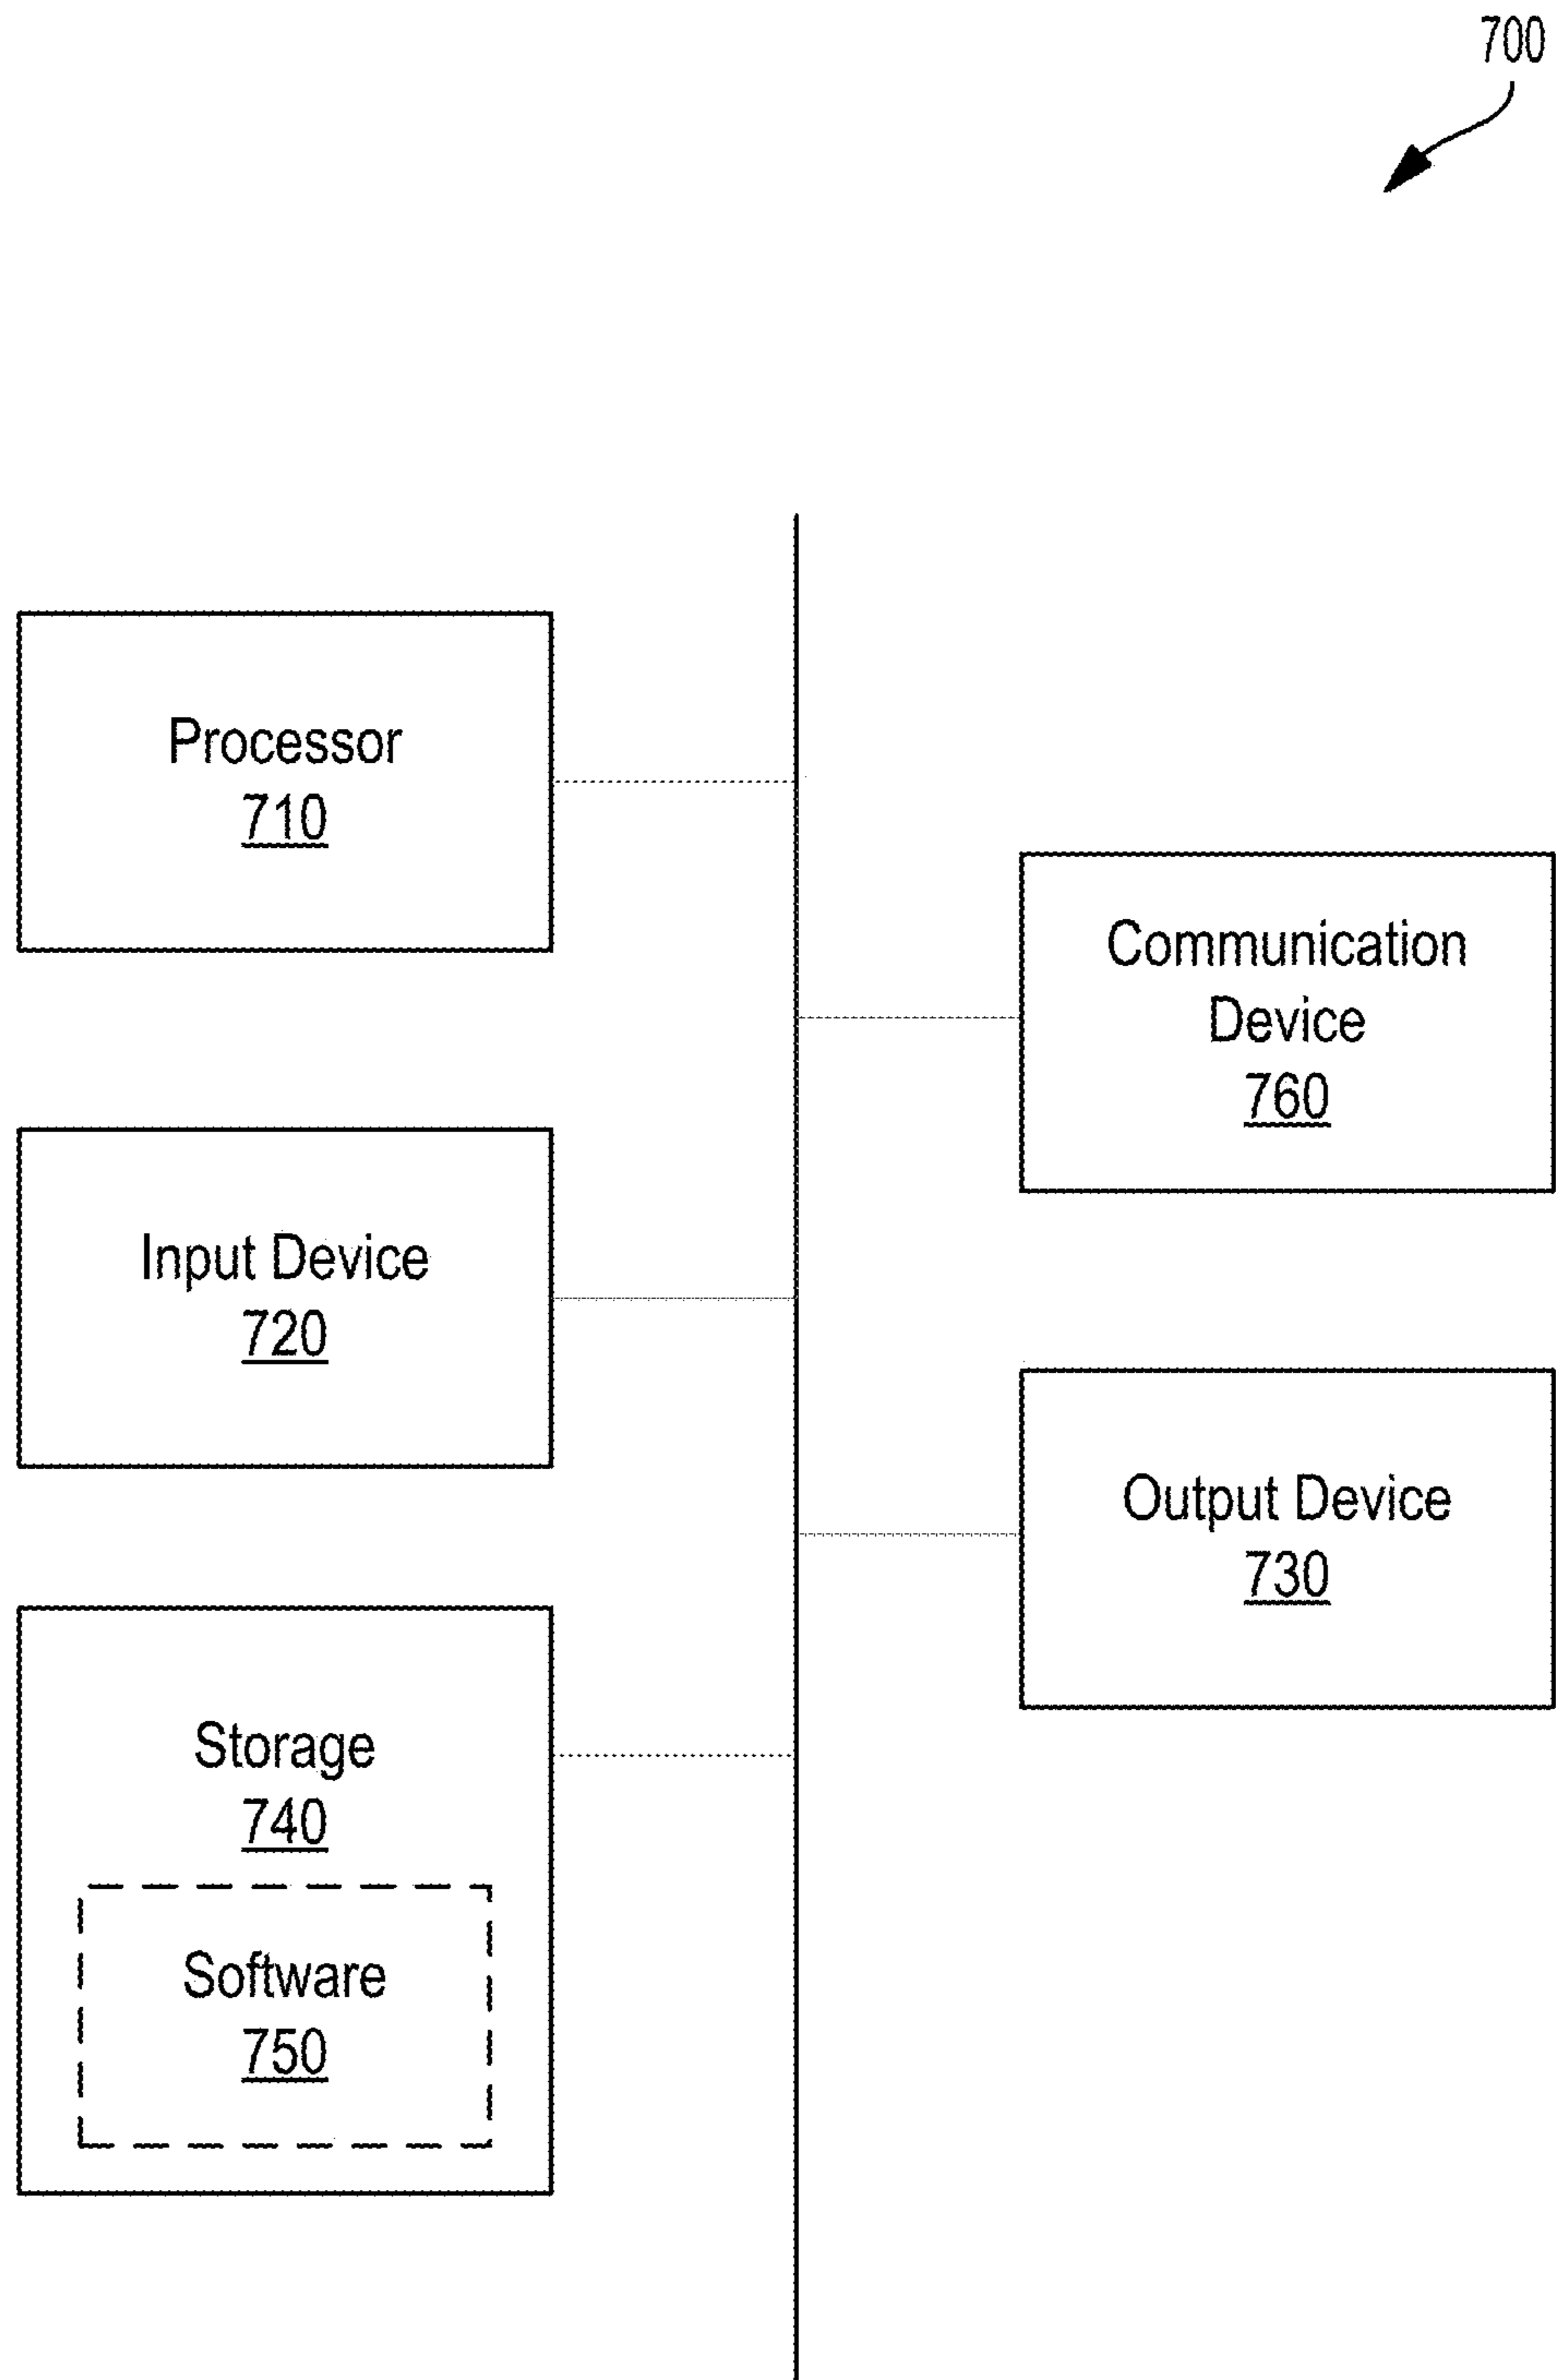 700
Processor
710
Communication
Device
760
Input Device
720
Output Device
730
Storage
740
Software
750